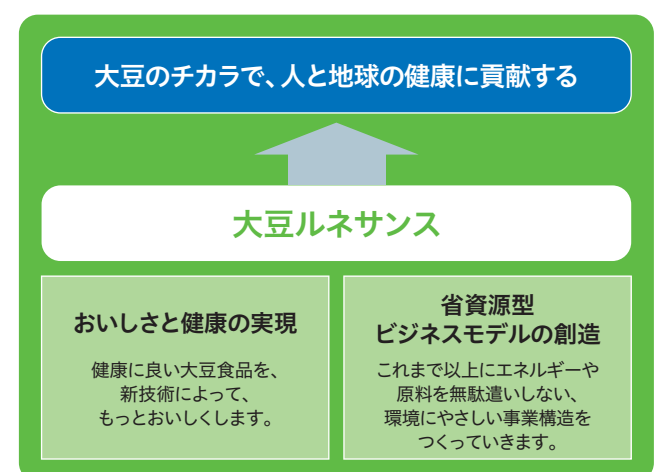 大豆のチカラで、人と地球の健康に貢献する
大豆ルネサンス
おいしさと健康の実現
健康に良い大豆食品を、
新技術によって、
もっとおいしくします。
省資源型
ビジネスモデルの創造
これまで以上にエネルギーや
原料を無駄遣いしない、
環境にやさしい事業構造を
つくっていきます。